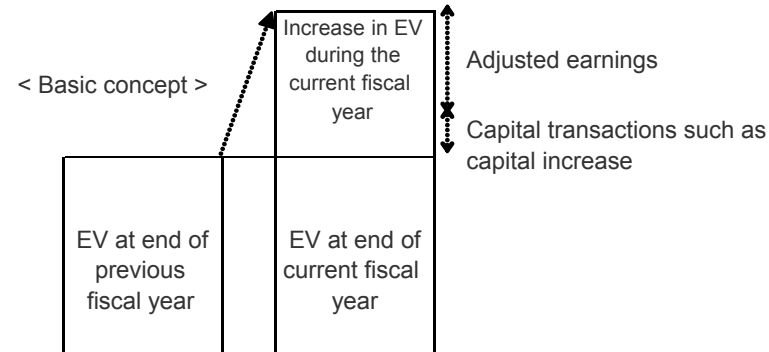 Increase in EV
during the
current fiscal
year
< Basic concept >
Adjusted earnings
Capital transactions such as
capital increase
EV at end of
previous
fiscal year
EV at end of
current fiscal
year